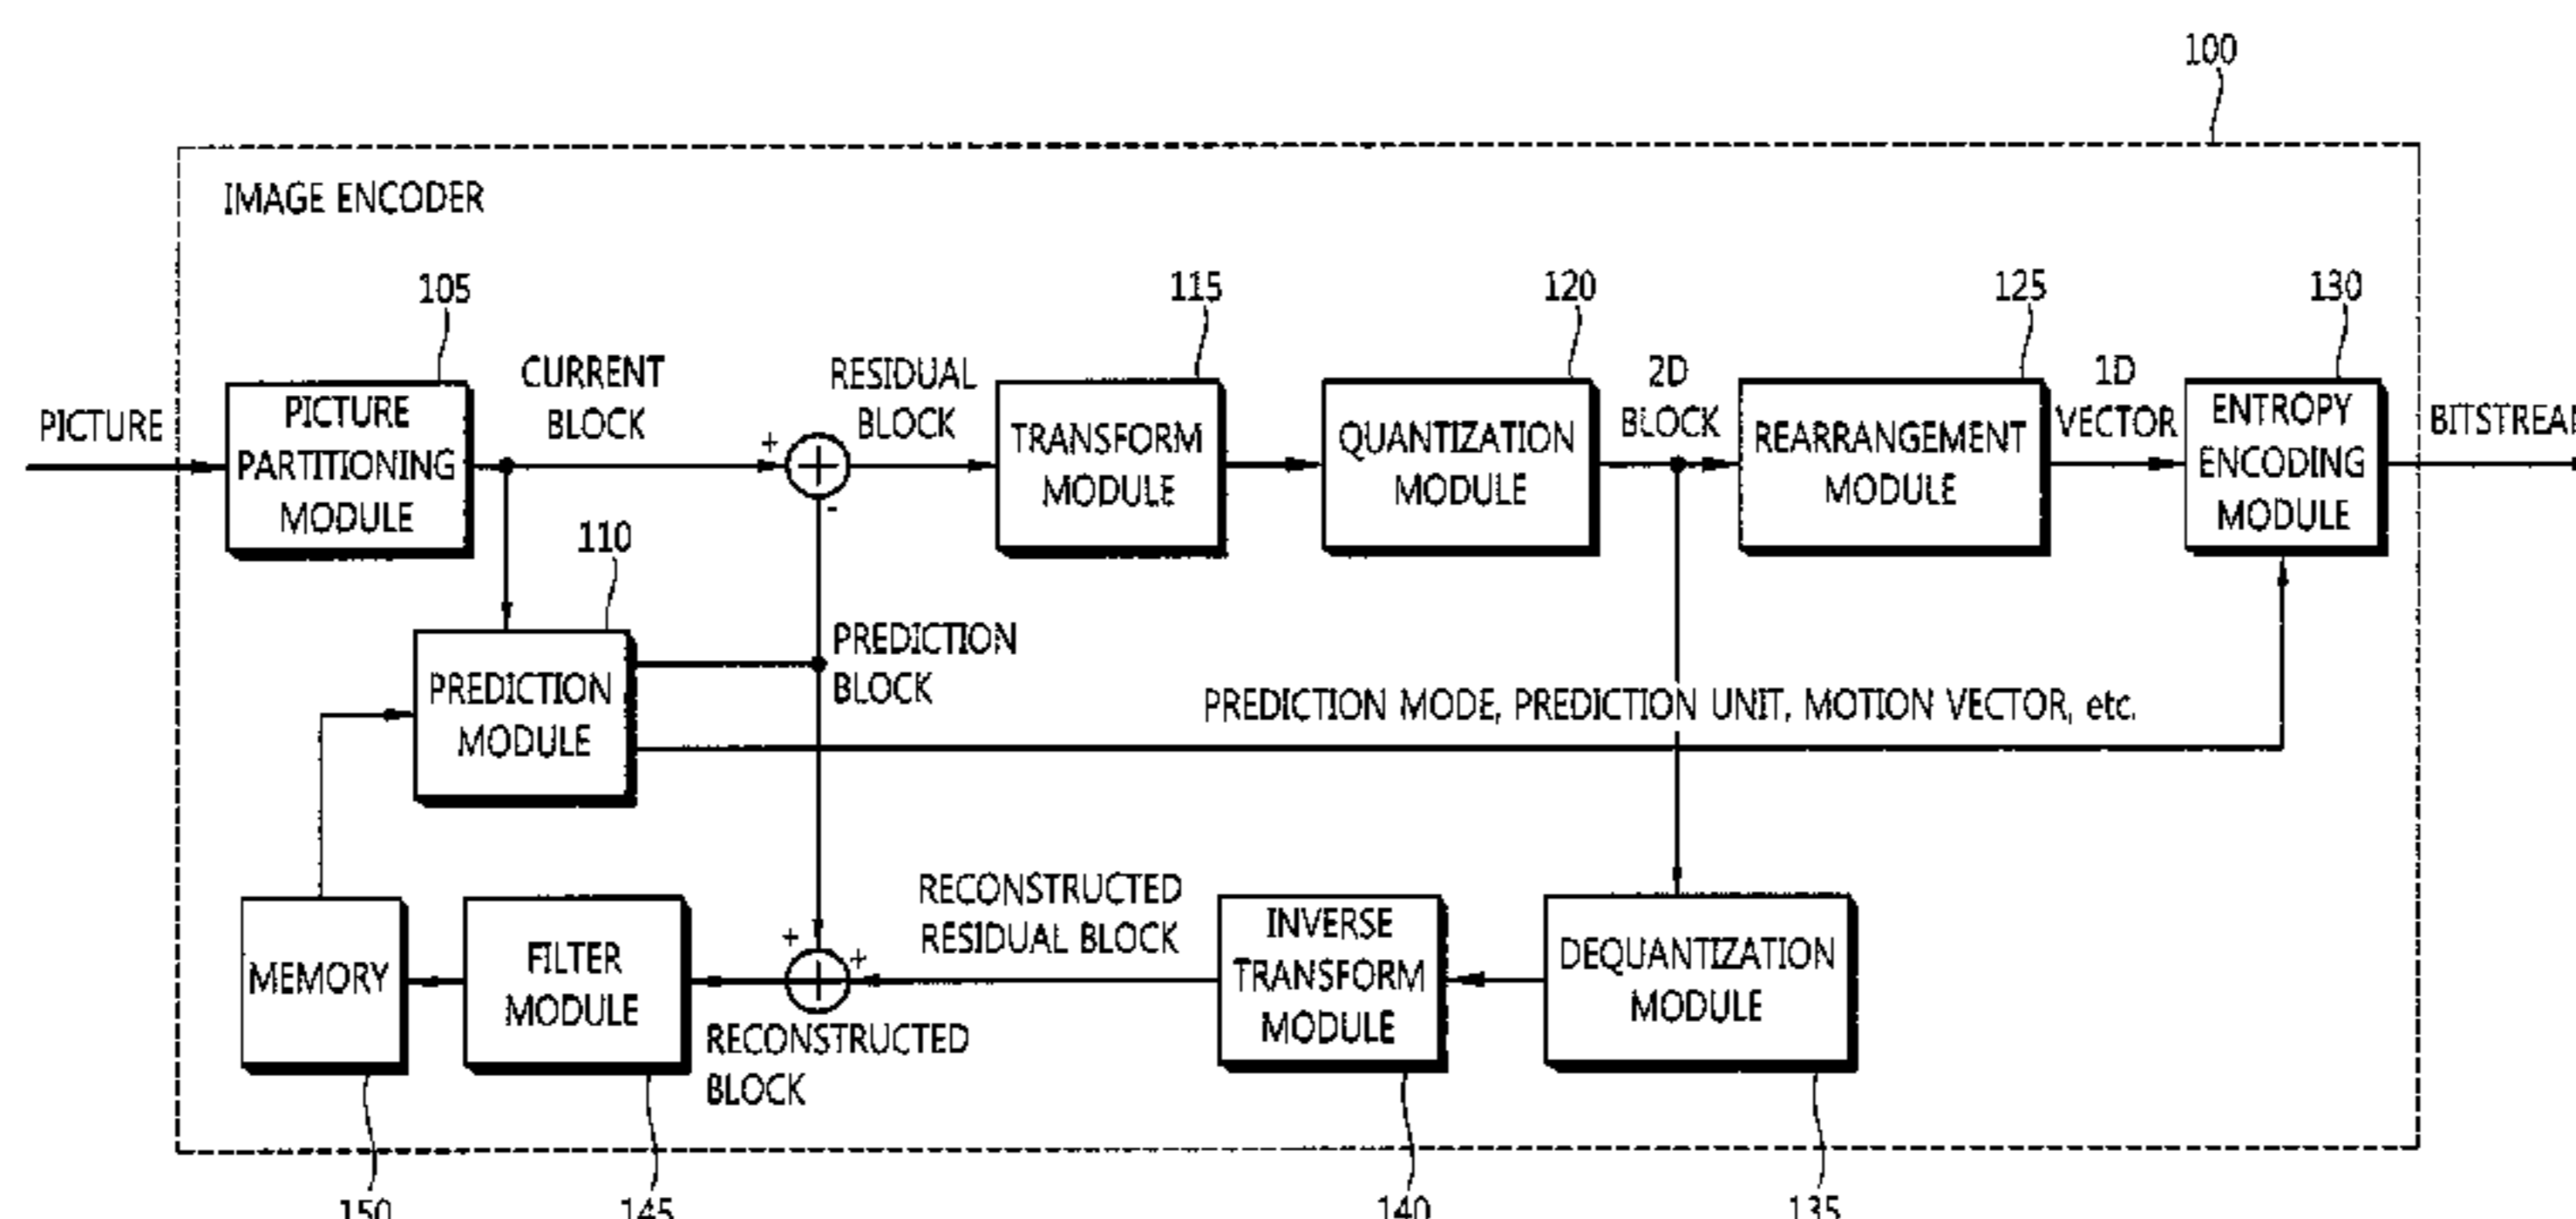 100
IMAGE ENCODER
105
115
120
125
130
PICTURE
PICTURE
PARTITIONING
MODULE
CURRENT
BLOCK
+
-
RESIDUAL
BLOCK
TRANSFORM
MODULE
QUANTIZATION
MODULE
2D
BLOCK
REARRANGEMENT
MODULE
1D
VECTOR
ENTROPY
ENCODING
MODULE
110
PREDICTION
MODULE
PREDICTION
BLOCK
PREDICTION MODE, PREDICTION UNIT, MOTION VECTOR, etc.
MEMORY
FILTER
MODULE
+
+
RECONSTRUCTED
BLOCK
RECONSTRUCTED
RESIDUAL BLOCK
INVERSE
TRANSFORM
MODULE
DEQUANTIZATION
MODULE
150
145
140
135